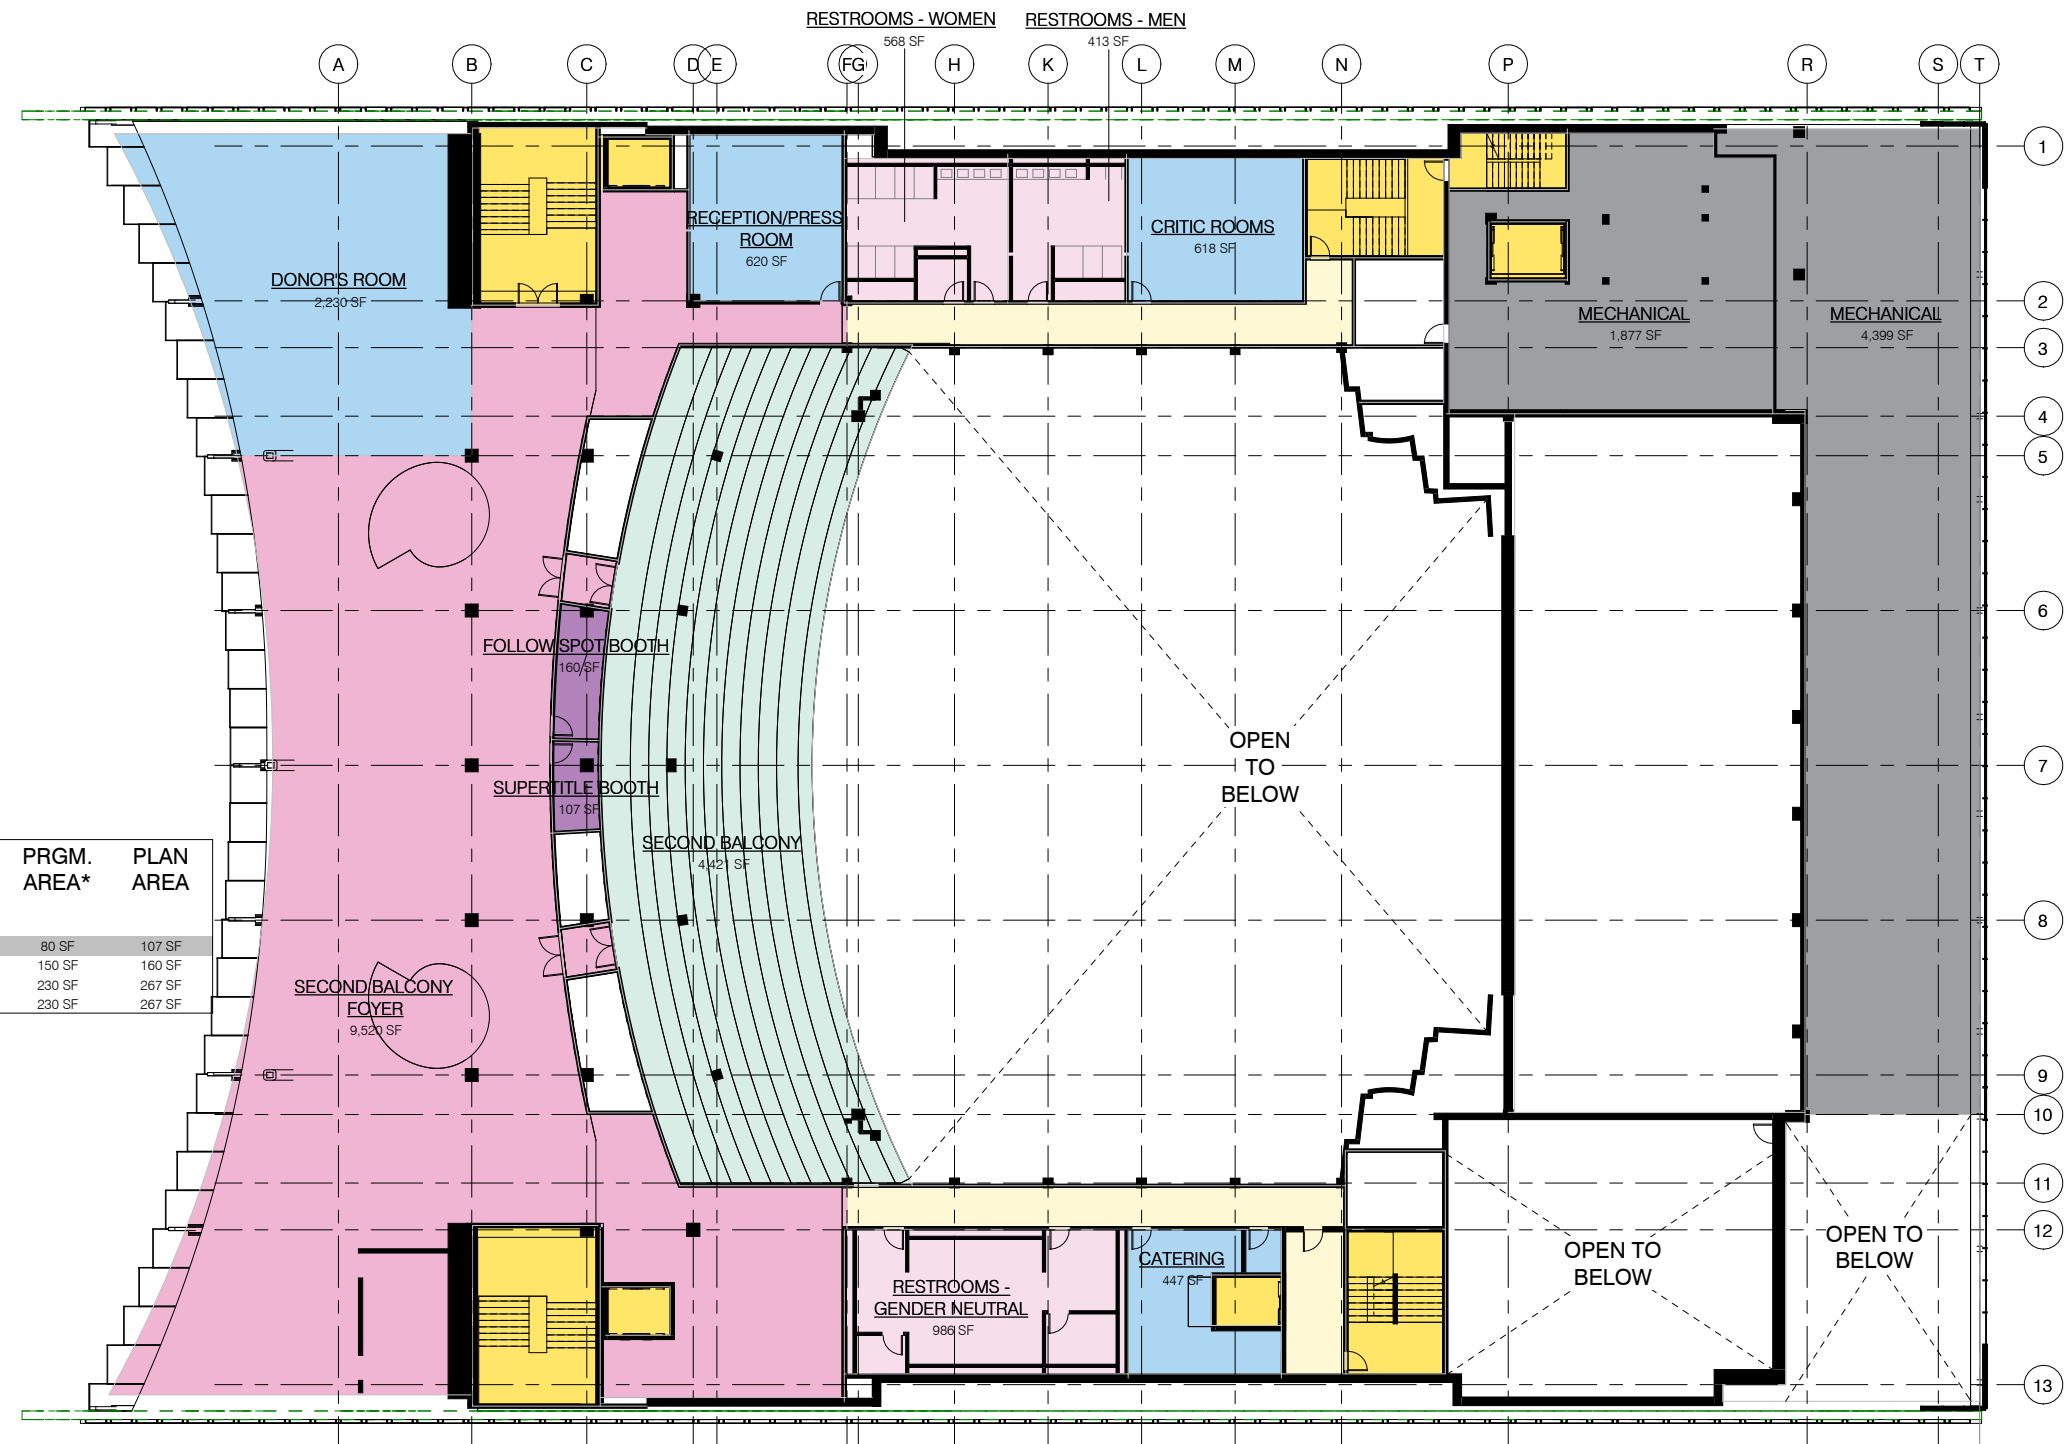 RESTROOMS - WOMEN
568 SF
RESTROOMS - MEN
413 SF
A
B
C
D
E
F
G
H
K
L
M
N
P
R
S
T
1
2
3
4
5
6
7
8
9
10
11
12
13
DONOR'S ROOM
2,230 SF
RECEPTION/PRESS
ROOM
620 SF
CRITIC ROOMS
618 SF
MECHANICAL
1,877 SF
MECHANICAL
4,399 SF
FOLLOW SPOT BOOTH
160 SF
SUPERTITLE BOOTH
107 SF
SECOND BALCONY
4,421 SF
OPEN
TO
BELOW
PRGM. PLAN
AREA* AREA
80 SF 107 SF
150 SF 160 SF
230 SF 267 SF
230 SF 267 SF
SECOND BALCONY
FOYER
9,520 SF
RESTROOMS -
GENDER NEUTRAL
986 SF
CATERING
447 SF
OPEN TO
BELOW
OPEN TO
BELOW